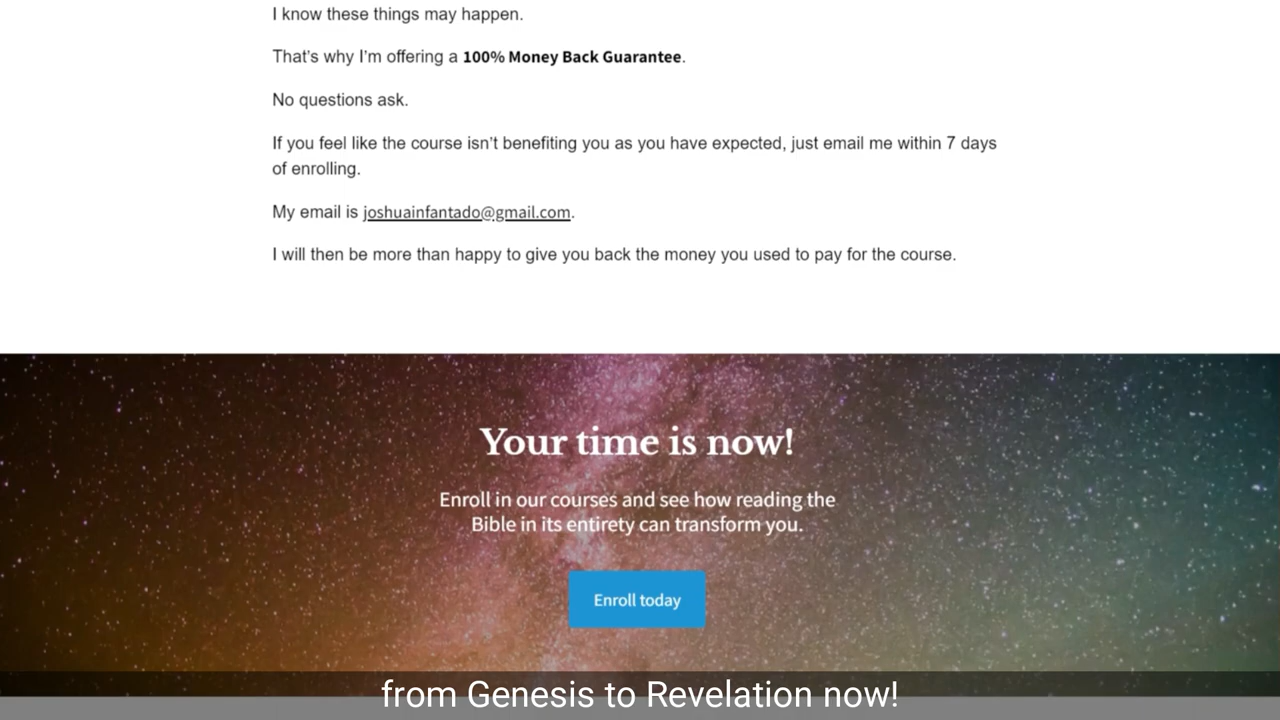 I know these things may happen.
That's why I'm offering a 100% Money Back Guarantee.
No questions ask.
If you feel like the course isn't benefiting you as you have expected, just email me within 7 days
of enrolling.
My email is joshuainfantado@gmail.com.
I will then be more than happy to give you back the money you used to pay for the course.
Your time is now!
Enroll in our courses and see how reading the
Bible in its entirety can transform you.
Enroll today
from Genesis to Revelation now!